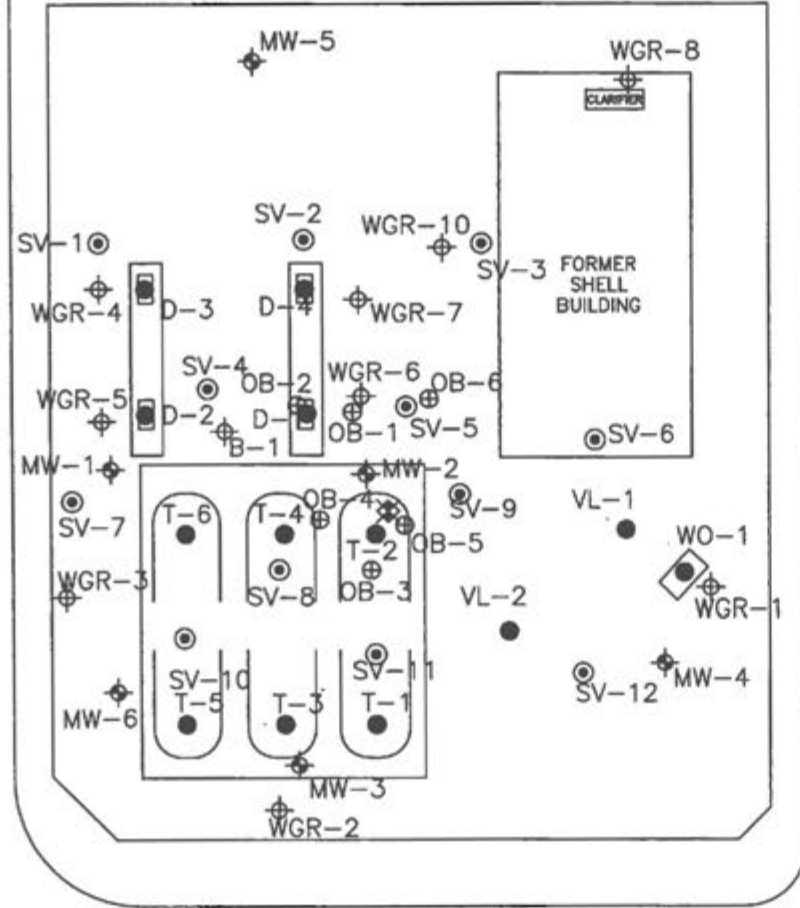 MW-5
WGR-8
CLARIFIER
SV-2
WGR-10
SV-1
SV-3
FORMER
SHELL
BUILDING
WGR-4
D-3
D-4
WGR-7
SV-4
OB-2
WGR-6
OB-6
WGR-5
D-2
D-
OB-1
SV-5
B-1
SV-6
MW-1
MW-2
SV-7
T-6
T-4
OB-4
SV-9
VL-1
T-2
OB-5
WO-1
WGR-3
SV-8
OB-3
VL-2
WGR-1
SV-10
SV-11
SV-12
MW-4
MW-6
T-5
T-3
T-1
MW-3
WGR-2